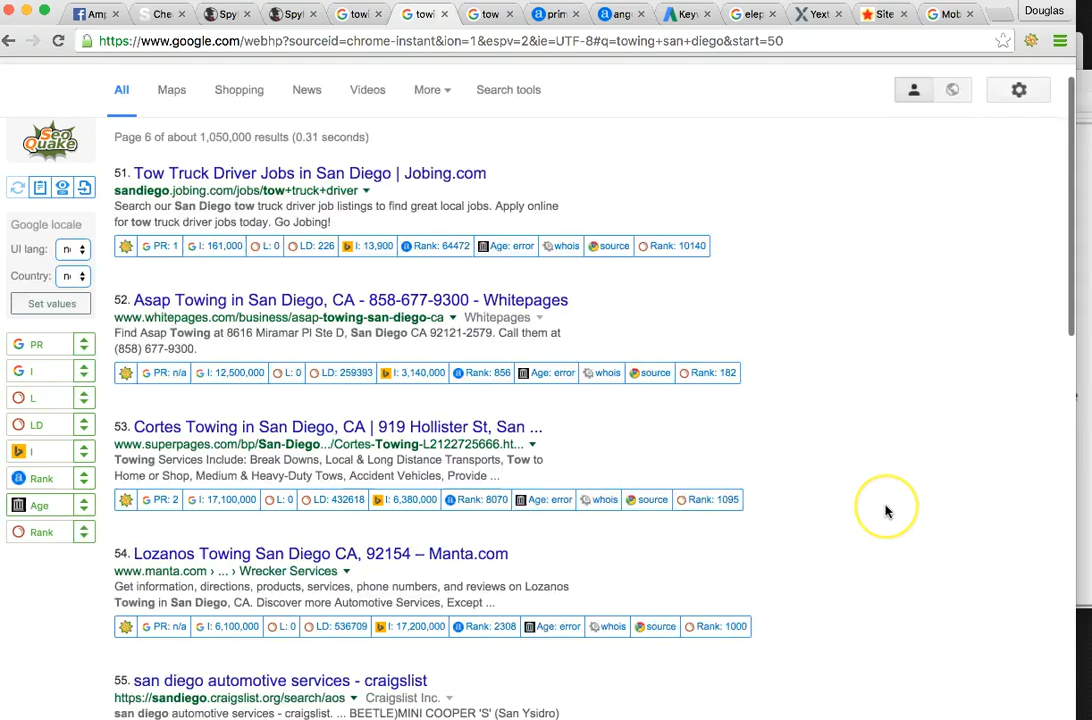 Amp
Che
Spy
Spyl
towi
towi
tow
prim
ang
Key
elep
Yext
Site
Mob
Douglas
https://www.google.com/webhp?sourceid=chrome-instant&ion=1&espv=2&ie=UTF-8#q=towing+san+diego&start=50
All Maps Shopping News Videos More Search tools
SeoQuake
Page 6 of about 1,050,000 results (0.31 seconds)
Google locale
UI lang: n
Country: n
Set values
PR
I
L
LD
I
Rank
Age
Rank
51. Tow Truck Driver Jobs in San Diego | Jobing.com
sandiego.jobing.com/jobs/tow+truck+driver
Search our San Diego tow truck driver job listings to find great local jobs. Apply online
for tow truck driver jobs today. Go Jobing!
PR: 1 I: 161,000 L: 0 LD: 226 I: 13,900 Rank: 64472 Age: error whois source Rank: 10140
52. Asap Towing in San Diego, CA - 858-677-9300 - Whitepages
www.whitepages.com/business/asap-towing-san-diego-ca Whitepages
Find Asap Towing at 8616 Miramar Pl Ste D, San Diego CA 92121-2579. Call them at
(858) 677-9300.
PR: n/a I: 12,500,000 L: 0 LD: 259393 I: 3,140,000 Rank: 856 Age: error whois source Rank: 182
53. Cortes Towing in San Diego, CA | 919 Hollister St, San ...
www.superpages.com/bp/San-Diego.../Cortes-Towing-L2122725666.ht...
Towing Services Include: Break Downs, Local & Long Distance Transports, Tow to
Home or Shop, Medium & Heavy-Duty Tows, Accident Vehicles, Provide ...
PR: 2 I: 17,100,000 L: 0 LD: 432618 I: 6,380,000 Rank: 8070 Age: error whois source Rank: 1095
54. Lozanos Towing San Diego CA, 92154 – Manta.com
www.manta.com › ... › Wrecker Services
Get information, directions, products, services, phone numbers, and reviews on Lozanos
Towing in San Diego, CA. Discover more Automotive Services, Except ...
PR: n/a I: 6,100,000 L: 0 LD: 536709 I: 17,200,000 Rank: 2308 Age: error whois source Rank: 1000
55. san diego automotive services - craigslist
https://sandiego.craigslist.org/search/aos Craigslist Inc.
san diego automotive services - craigslist. ... BEETLE)MINI COOPER 'S' (San Ysidro)